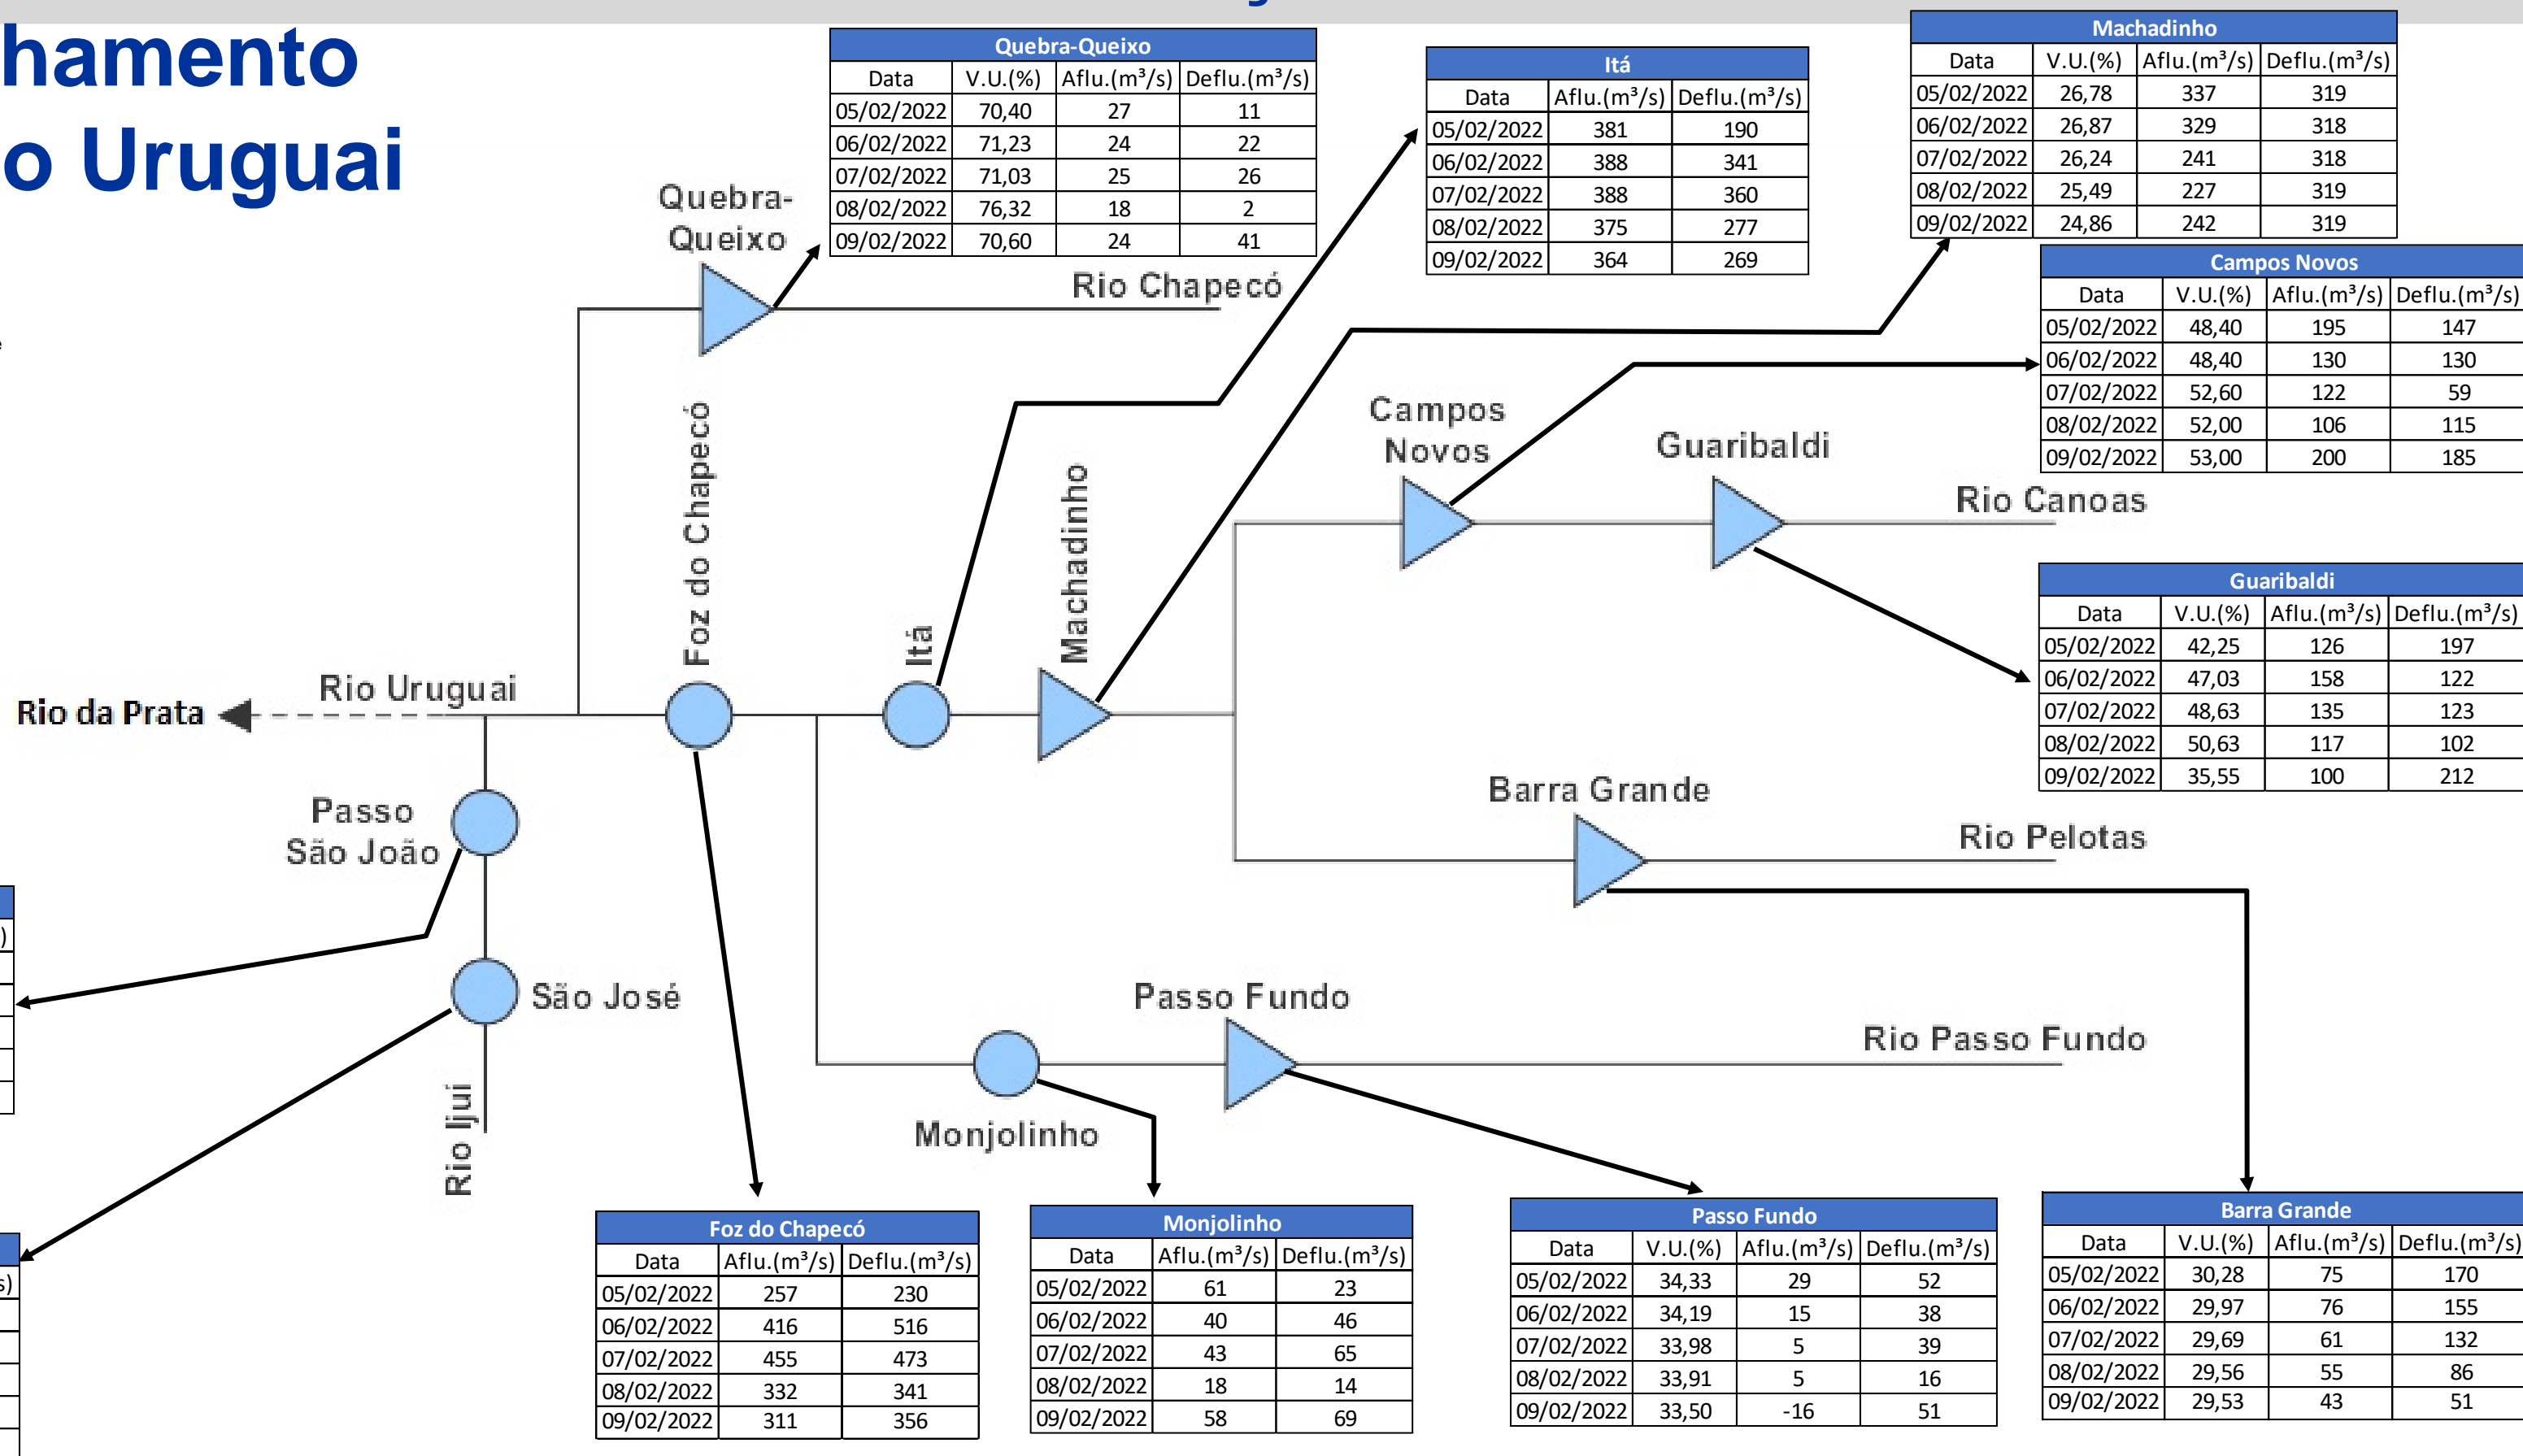 hamento
o Uruguai
Quebra-Queixo
Data V.U.(%) Aflu.(m³/s) Deflu.(m³/s)
05/02/2022 70,40 27 11
06/02/2022 71,23 24 22
07/02/2022 71,03 25 26
08/02/2022 76,32 18 2
09/02/2022 70,60 24 41
Itá
Data Aflu.(m³/s) Deflu.(m³/s)
05/02/2022 381 190
06/02/2022 388 341
07/02/2022 388 360
08/02/2022 375 277
09/02/2022 364 269
Machadinho
Data V.U.(%) Aflu.(m³/s) Deflu.(m³/s)
05/02/2022 26,78 337 319
06/02/2022 26,87 329 318
07/02/2022 26,24 241 318
08/02/2022 25,49 227 319
09/02/2022 24,86 242 319
Campos Novos
Data V.U.(%) Aflu.(m³/s) Deflu.(m³/s)
05/02/2022 48,40 195 147
06/02/2022 48,40 130 130
07/02/2022 52,60 122 59
08/02/2022 52,00 106 115
09/02/2022 53,00 200 185
Quebra-
Queixo
Rio Chapecó
Foz do Chapecó
Itá
Machadinho
Campos
Novos
Guaribaldi
Rio Canoas
Guaribaldi
Data V.U.(%) Aflu.(m³/s) Deflu.(m³/s)
05/02/2022 42,25 126 197
06/02/2022 47,03 158 122
07/02/2022 48,63 135 123
08/02/2022 50,63 117 102
09/02/2022 35,55 100 212
Rio da Prata
Rio Uruguai
Passo
São João
Barra Grande
Rio Pelotas
São José
Rio Ijuí
Passo Fundo
Rio Passo Fundo
Monjolinho
Foz do Chapecó
Data Aflu.(m³/s) Deflu.(m³/s)
05/02/2022 257 230
06/02/2022 416 516
07/02/2022 455 473
08/02/2022 332 341
09/02/2022 311 356
Monjolinho
Data Aflu.(m³/s) Deflu.(m³/s)
05/02/2022 61 23
06/02/2022 40 46
07/02/2022 43 65
08/02/2022 18 14
09/02/2022 58 69
Passo Fundo
Data V.U.(%) Aflu.(m³/s) Deflu.(m³/s)
05/02/2022 34,33 29 52
06/02/2022 34,19 15 38
07/02/2022 33,98 5 39
08/02/2022 33,91 5 16
09/02/2022 33,50 -16 51
Barra Grande
Data V.U.(%) Aflu.(m³/s) Deflu.(m³/s)
05/02/2022 30,28 75 170
06/02/2022 29,97 76 155
07/02/2022 29,69 61 132
08/02/2022 29,56 55 86
09/02/2022 29,53 43 51
)
s)